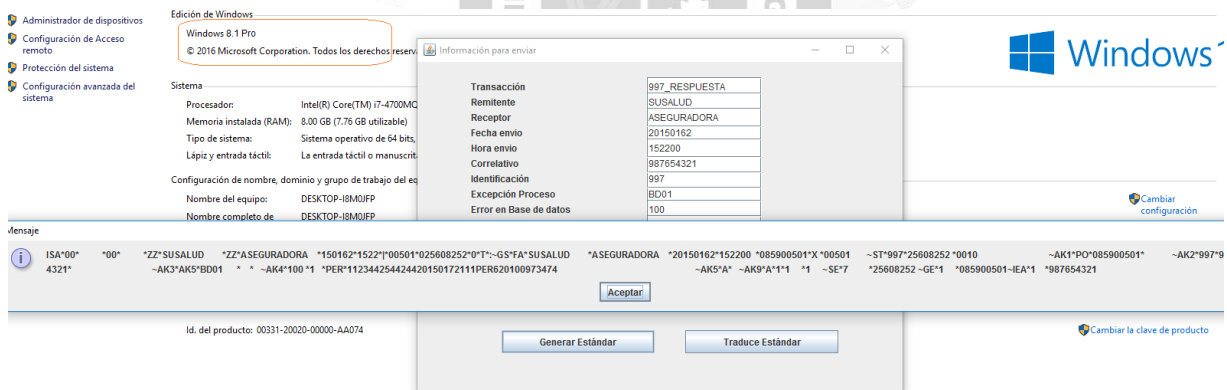 Administrador de dispositivos
Configuración de Acceso
remoto
Protección del sistema
Configuración avanzada del
sistema
Edición de Windows
Windows 8.1 Pro
© 2016 Microsoft Corporation. Todos los derechos
Windows
Sistema
Procesador: Intel(R) Core(TM) i7-4700MQ
Memoria instalada (RAM): 8.00 GB (7.76 GB utilizable)
Tipo de sistema: Sistema operativo de 64 bits,
Lápiz y entrada táctil: La entrada táctil o
Configuración de nombre, dominio y grupo de trabajo del
Nombre del equipo: DESKTOP-I8M0JFP
Nombre completo de DESKTOP-I8M0JFP
Cambiar
configuración
Información para enviar
Transacción 997_RESPUESTA
Remitente SUSALUD
Receptor ASEGURADORA
Fecha envio 20150162
Hora envio 152200
Correlativo 987654321
Identificación 997
Excepción Proceso BD01
Error en Base de datos 100
Mensaje
ISA*00* *00* *ZZ*SUSALUD *ZZ*ASEGURADORA *150162*1522*|*00501*025608252*0*T*:~GS*FA*SUSALUD *ASEGURADORA *20150162*152200 *085900501*X *00501 ~ST*997*25608252 *0010 ~AK1*PO*085900501* ~AK2*997*9
4321* ~AK3*AK5*BD01 * * ~AK4*100 *1 *PER*112344254424420150172111PER620100973474 ~AK5*A* ~AK9*A*1*1 *1 ~SE*7 *25608252 ~GE*1 *085900501~IEA*1 *987654321
Aceptar
Id. del producto: 00331-20020-00000-AA074
Cambiar la clave de producto
Generar Estándar
Traduce Estándar